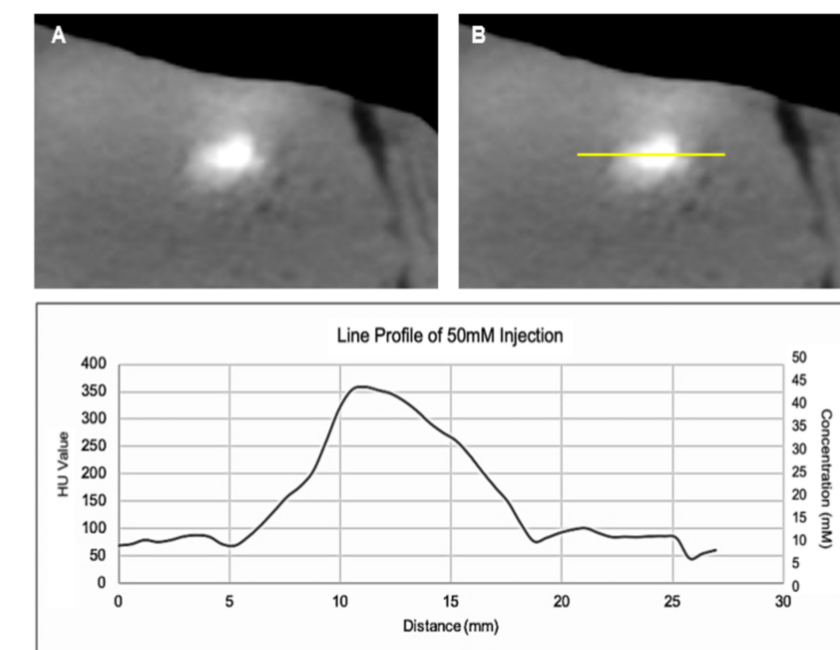 A
B
Line Profile of 50mM Injection
400
350
300
250
200
150
100
50
0
HU Value
50
45
40
35
30
25
20
15
10
5
0
Concentration (mM)
0 5 10 15 20 25 30
Distance (mm)